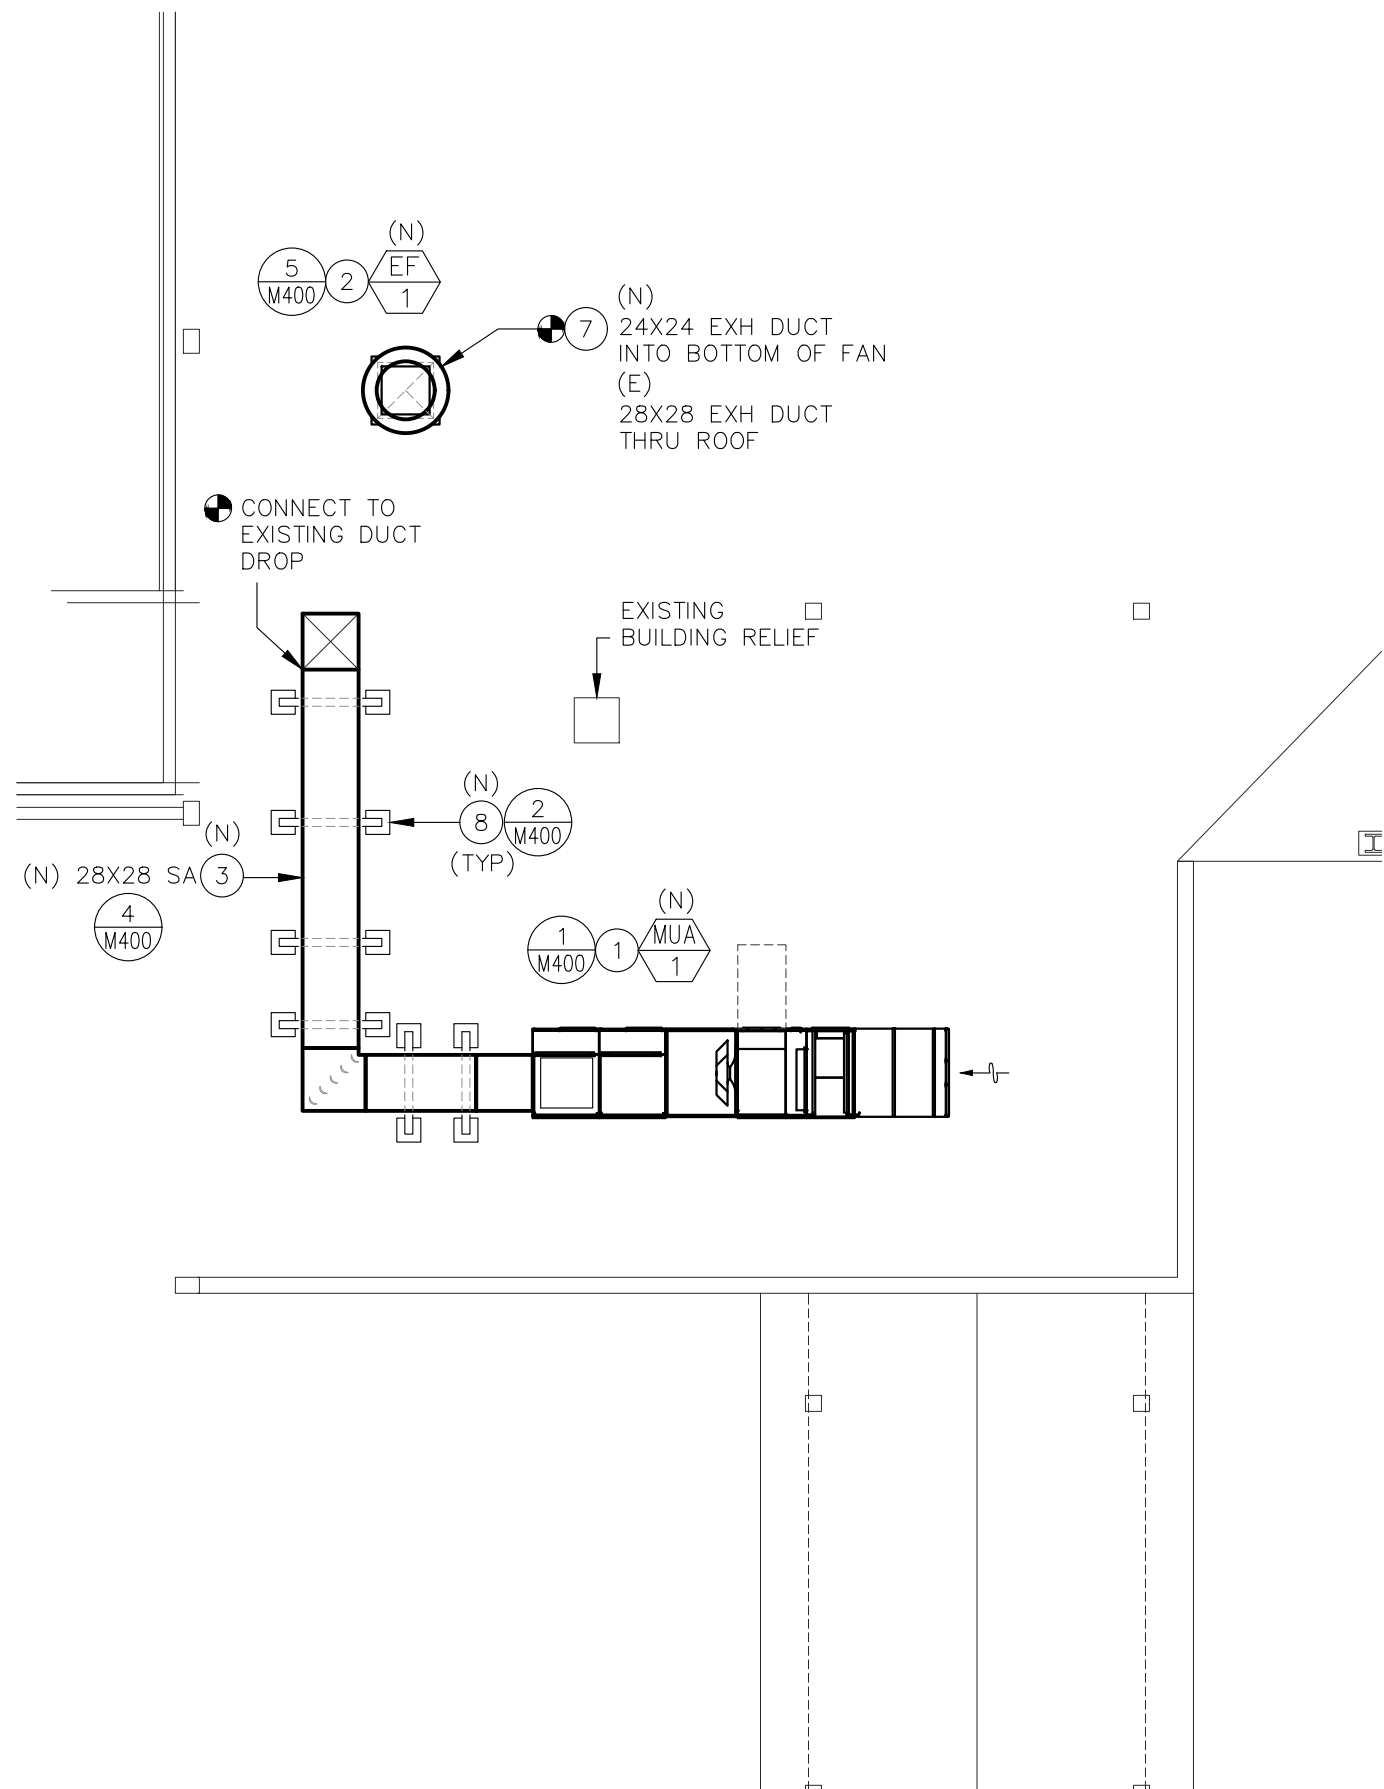 (N)
5
M400
2
EF
1
7
(N)
24X24 EXH DUCT
INTO BOTTOM OF FAN
(E)
28X28 EXH DUCT
THRU ROOF
CONNECT TO
EXISTING DUCT
DROP
EXISTING
BUILDING RELIEF
(N)
8
2
M400
(TYP)
(N)
(N) 28X28 SA
3
4
M400
(N)
1
M400
1
MUA
1